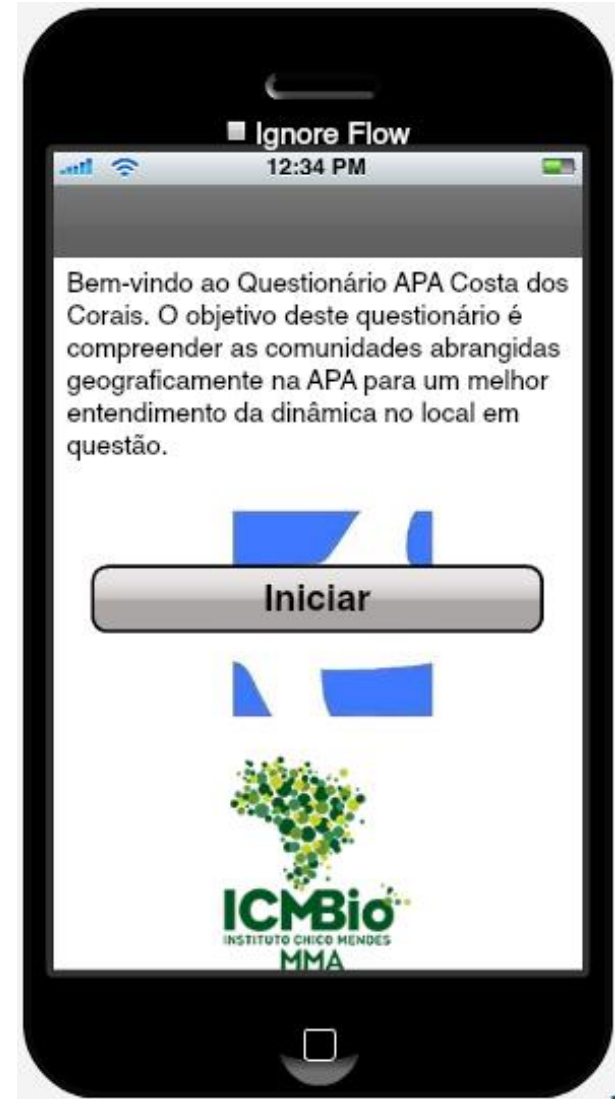 Ignore Flow
12:34 PM
Bem-vindo ao Questionário APA Costa dos
Corais. O objetivo deste questionário é
compreender as comunidades abrangidas
geograficamente na APA para um melhor
entendimento da dinâmica no local em
questão.
Iniciar
ICMBio
INSTITUTO CHICO MENDES
MMA